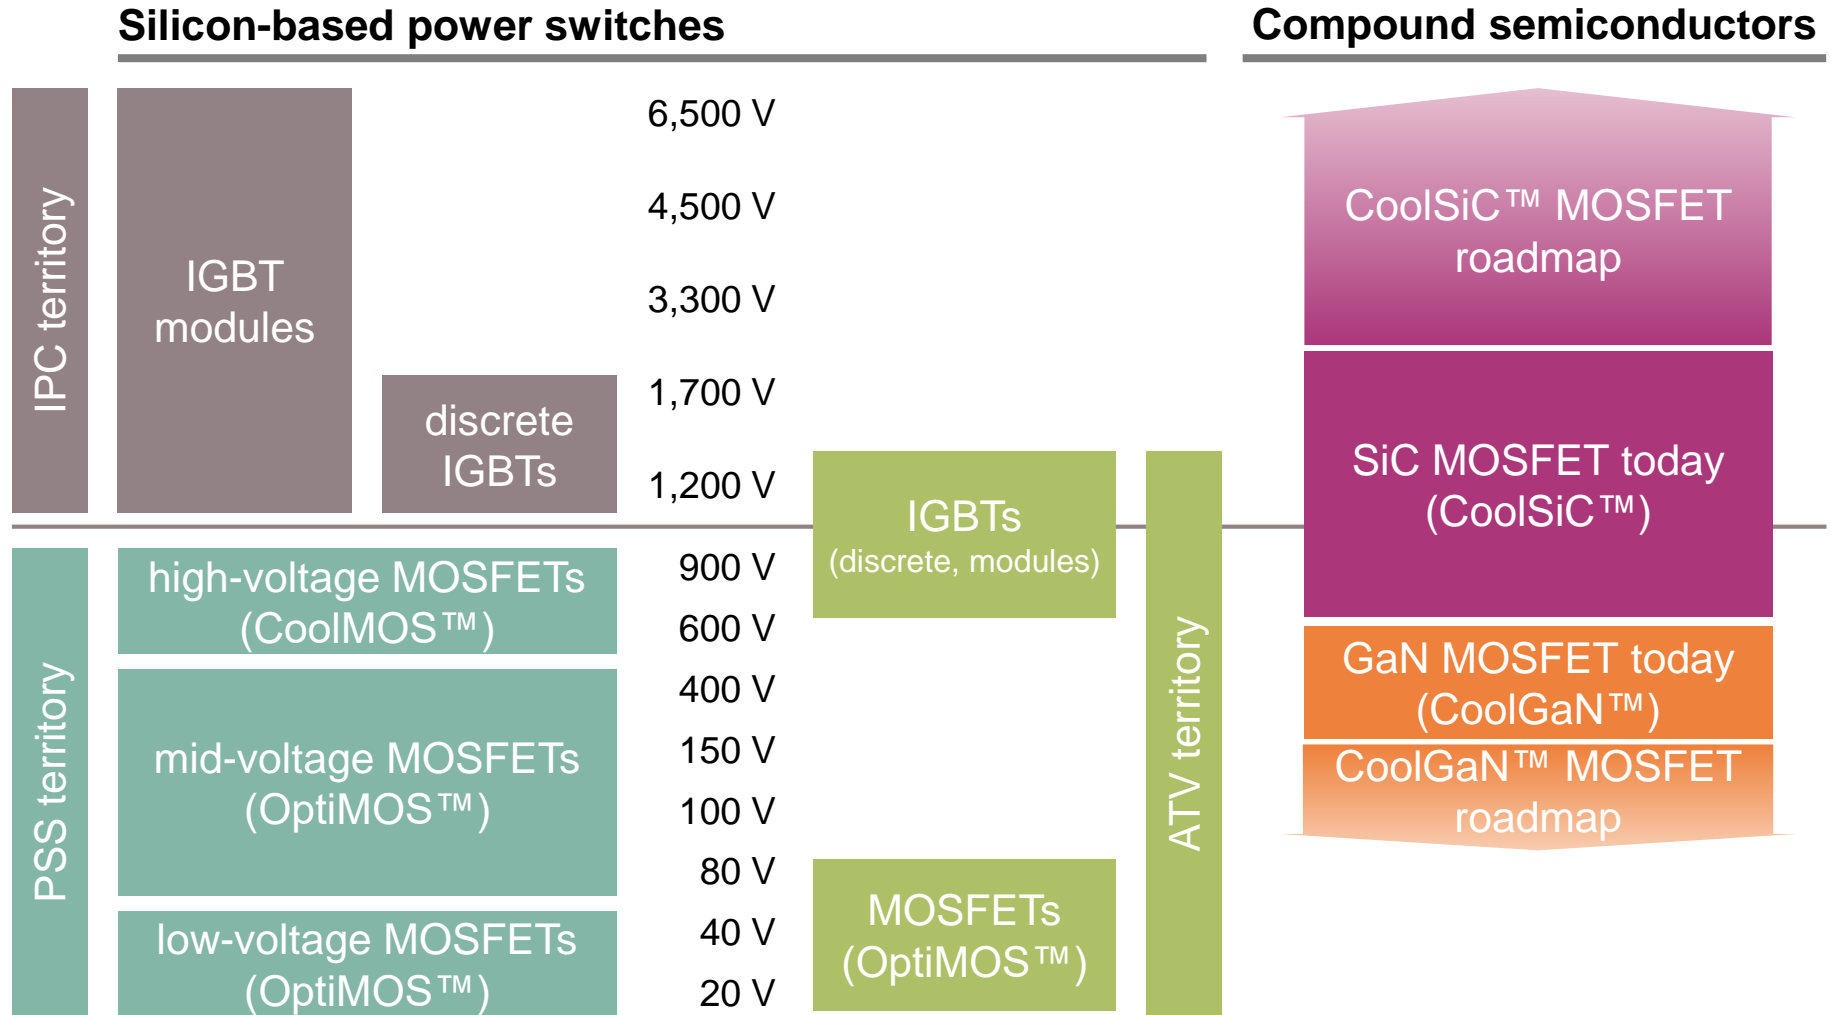 Silicon-based power switches
Compound semiconductors
IPC territory
IGBT
modules
discrete
IGBTs
PSS territory
high-voltage MOSFETs
(CoolMOS™)
mid-voltage MOSFETs
(OptiMOS™)
low-voltage MOSFETs
(OptiMOS™)
6,500 V
4,500 V
3,300 V
1,700 V
1,200 V
900 V
600 V
400 V
150 V
100 V
80 V
40 V
20 V
IGBTs
(discrete, modules)
MOSFETs
(OptiMOS™)
ATV territory
CoolSiC™ MOSFET
roadmap
SiC MOSFET today
(CoolSiC™)
GaN MOSFET today
(CoolGaN™)
CoolGaN™ MOSFET
roadmap